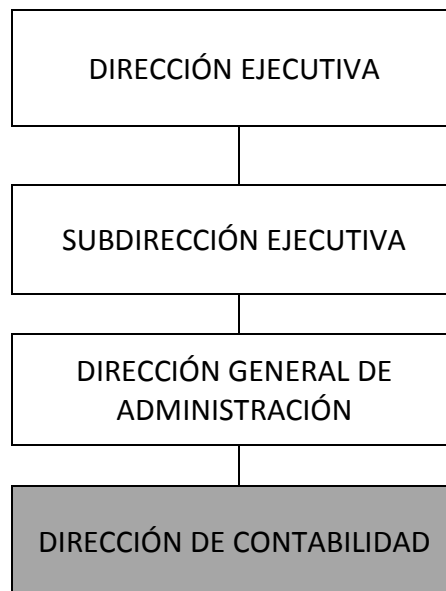 DIRECCIÓN EJECUTIVA
SUBDIRECCIÓN EJECUTIVA
DIRECCIÓN GENERAL DE
ADMINISTRACIÓN
DIRECCIÓN DE CONTABILIDAD